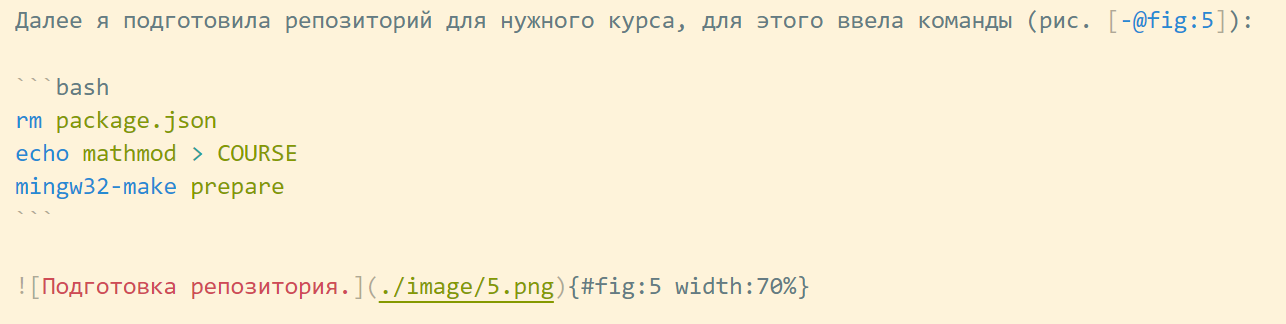 Далее я подготовила репозиторий для нужного курса, для этого ввела команды (рис. [-@fig:5]):
```bash
rm package.json
echo mathmod > COURSE
mingw32-make prepare
```
![Подготовка репозитория.](./image/5.png){#fig:5 width:70%}